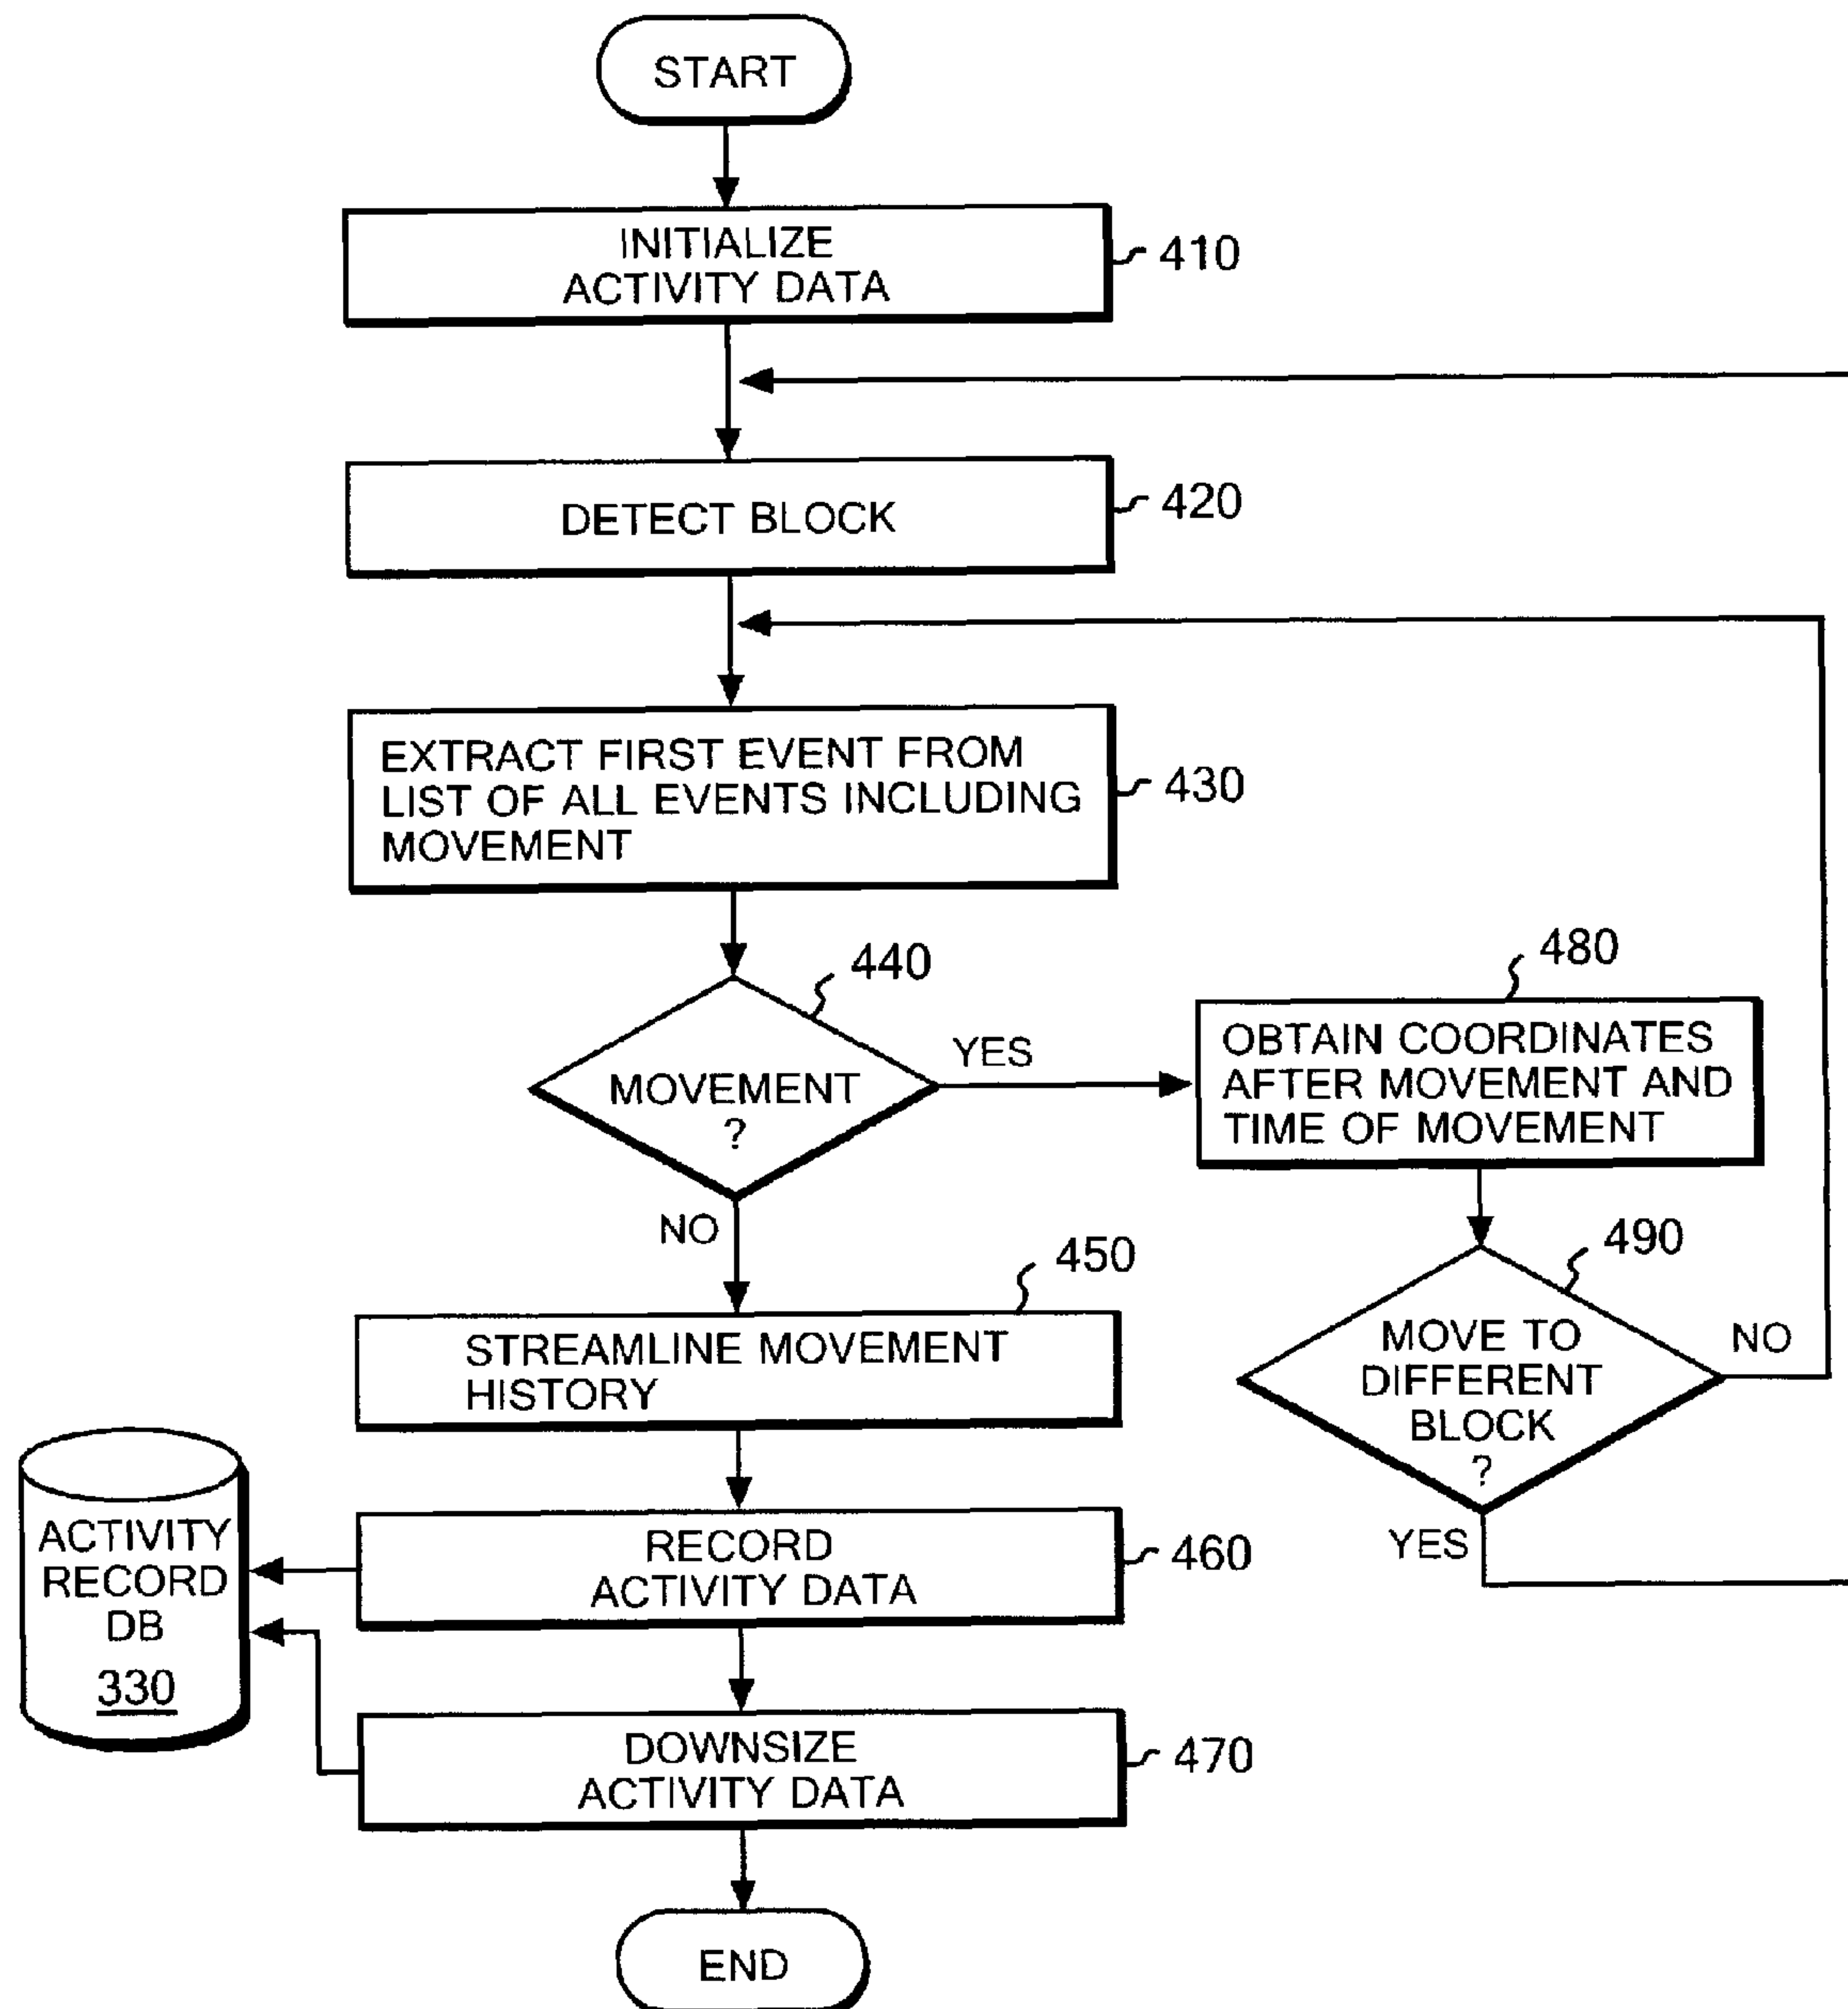 START
INITIALIZE
ACTIVITY DATA
410
DETECT BLOCK
420
EXTRACT FIRST EVENT FROM
LIST OF ALL EVENTS INCLUDING
MOVEMENT
430
440
MOVEMENT
?
YES
NO
480
OBTAIN COORDINATES
AFTER MOVEMENT AND
TIME OF MOVEMENT
490
MOVE TO
DIFFERENT
BLOCK
?
NO
YES
450
STREAMLINE MOVEMENT
HISTORY
RECORD
ACTIVITY DATA
460
ACTIVITY
RECORD
DB
330
DOWNSIZE
ACTIVITY DATA
470
END